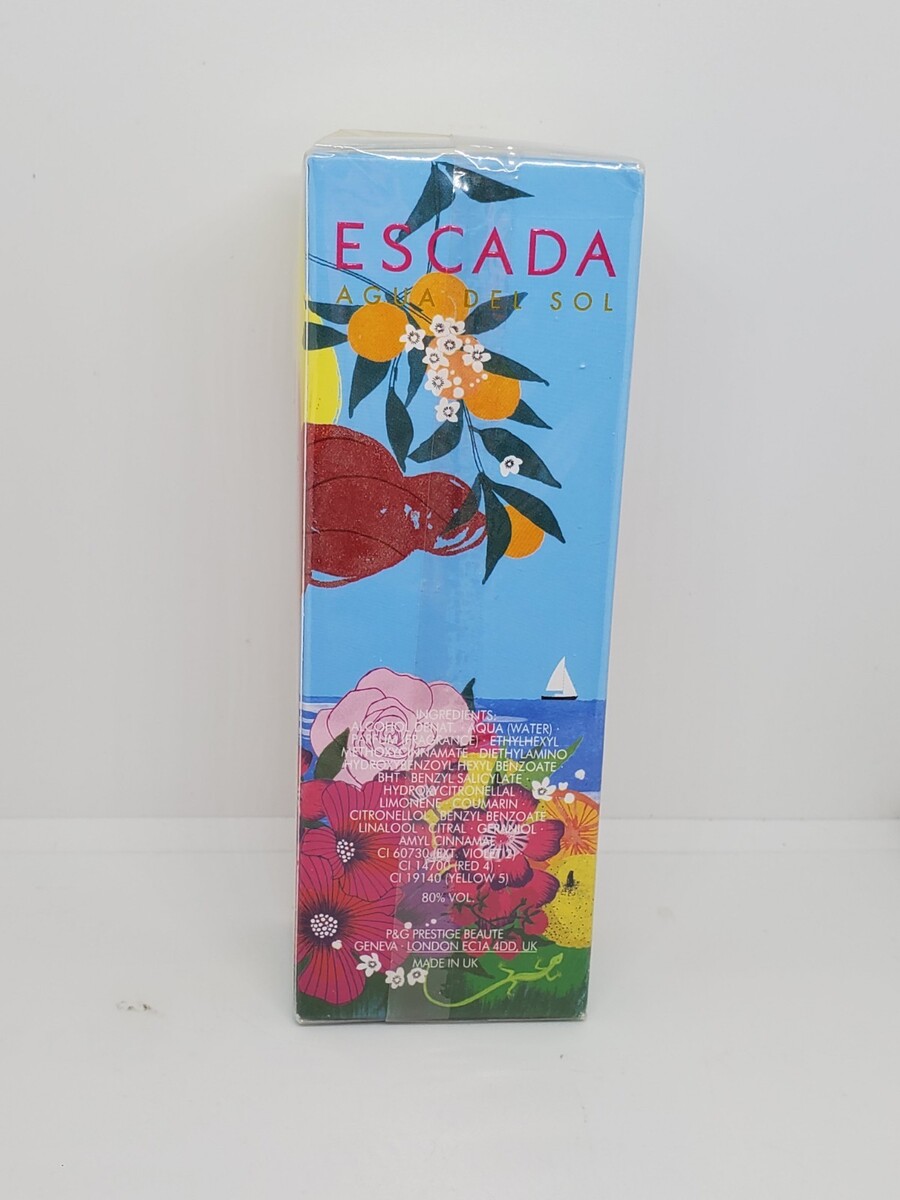 ESCADA
AGUA DEL SOL
INGREDIENTS:
ALCOHOL DENAT. · AQUA (WATER) ·
PARFUM (FRAGRANCE) · ETHYLHEXYL
METHOXYCINNAMATE · DIETHYLAMINO
HYDROXYBENZOYL HEXYL BENZOATE ·
BHT · BENZYL SALICYLATE ·
HYDROXYCITRONELLAL ·
LIMONENE · COUMARIN ·
CITRONELLOL · BENZYL BENZOATE ·
LINALOOL · CITRAL · GERANIOL ·
AMYL CINNAMAL ·
CI 60730 (EXT. VIOLET 2) ·
CI 14700 (RED 4) ·
CI 19140 (YELLOW 5)
80% VOL.
P&G PRESTIGE BEAUTE
GENEVA · LONDON EC1A 4DD, UK
MADE IN UK